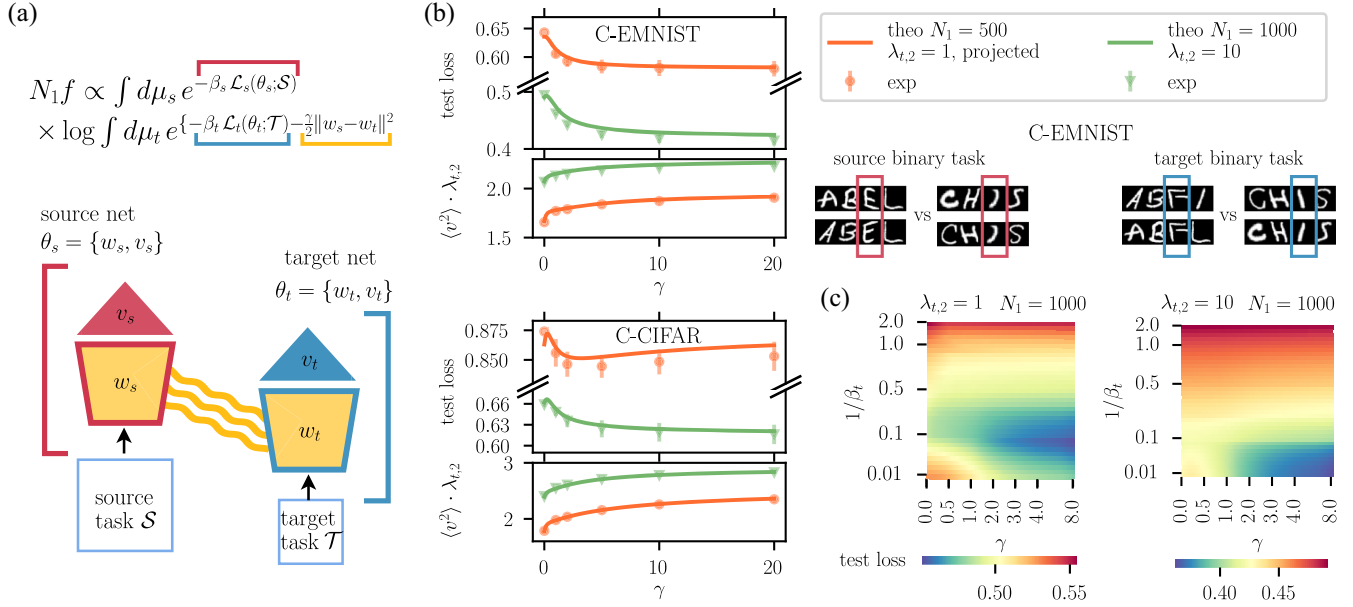 (a)
N₁f ∝ ∫ dμₛ e^{−βₛ 𝓛ₛ(θₛ;𝒮)}
× log ∫ dμₜ e^{{−βₜ 𝓛ₜ(θₜ;𝒯)}−γ/2‖wₛ−wₜ‖²}
source net
θₛ = {wₛ, vₛ}
target net
θₜ = {wₜ, vₜ}
vₛ
wₛ
vₜ
wₜ
source
task 𝒮
target
task 𝒯
(b)
C-EMNIST
test loss
0.65
0.60
0.5
0.4
⟨v²⟩ · λₜ,₂
2.0
1.5
0 10 20
γ
C-CIFAR
test loss
0.875
0.850
0.66
0.63
0.60
⟨v²⟩ · λₜ,₂
3
2
0 10 20
γ
theo N₁ = 500
λₜ,₂ = 1, projected
exp
theo N₁ = 1000
λₜ,₂ = 10
exp
C-EMNIST
source binary task
ABEL vs CHIS
ABEL CHIS
target binary task
ABFI vs CHIS
ABFL CHIS
(c)
λₜ,₂ = 1 N₁ = 1000
1/βₜ
2.0
1.0
0.5
0.1
0.01
0.0 0.5 1.0 2.0 3.0 4.0 8.0
γ
λₜ,₂ = 10 N₁ = 1000
1/βₜ
2.0
1.0
0.5
0.1
0.01
0.0 0.5 1.0 2.0 3.0 4.0 8.0
γ
test loss
0.50 0.55
0.40 0.45